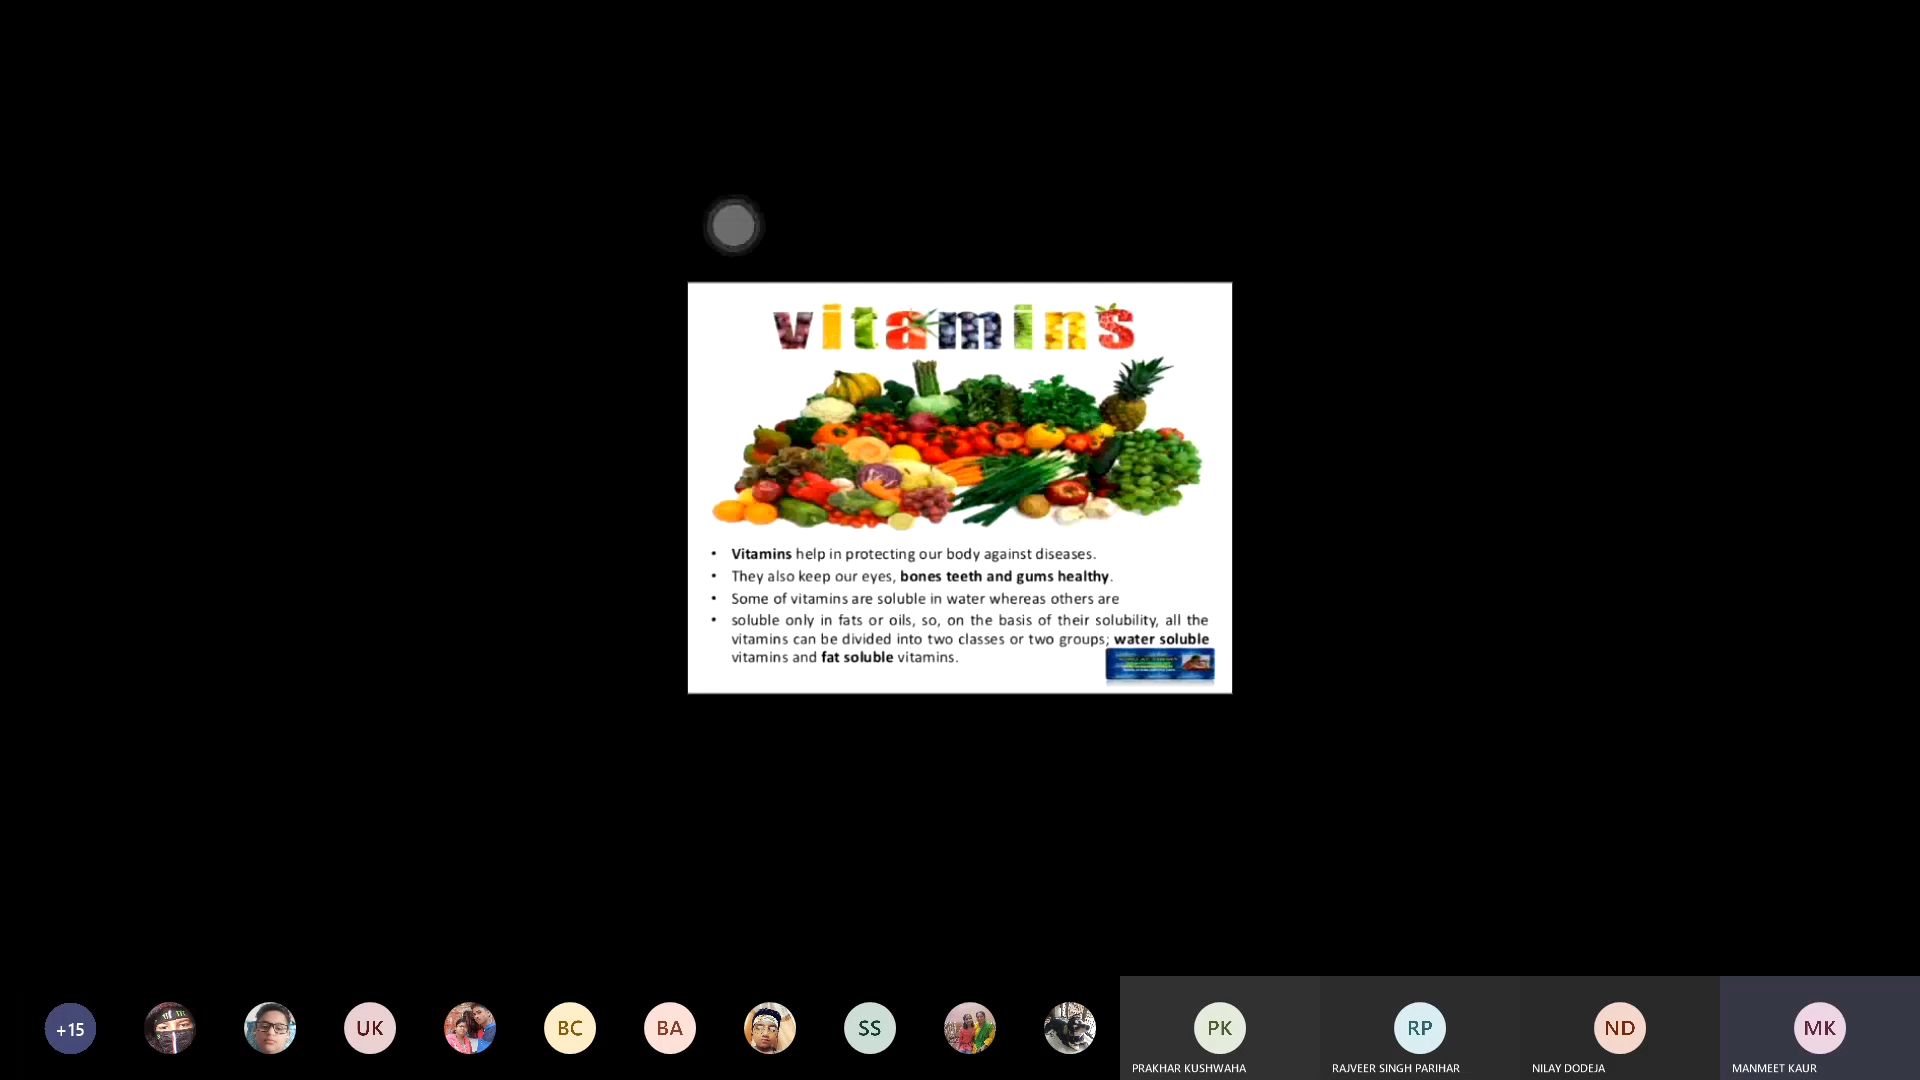 vitamins
• Vitamins help in protecting our body against diseases.
• They also keep our eyes, bones teeth and gums healthy.
• Some of vitamins are soluble in water whereas others are
• soluble only in fats or oils, so, on the basis of their solubility, all the
vitamins can be divided into two classes or two groups; water soluble
vitamins and fat soluble vitamins.
+15
UK
BC
BA
SS
PK
RP
ND
MK
PRAKHAR KUSHWAHA
RAJVEER SINGH PARIHAR
NILAY DODEJA
MANMEET KAUR